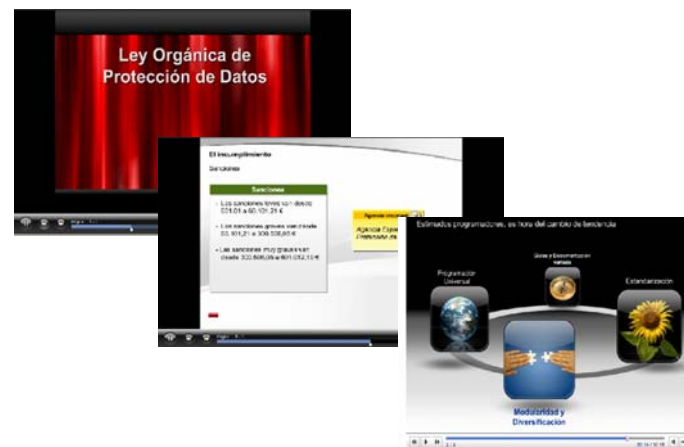 Ley Orgánica de
Protección de Datos
El incumplimiento
Sanciones
Sanciones
- Las sanciones leves van desde
601,01 a 60.101,21 €
- Las sanciones graves van desde
60.101,21 a 300.506,05 €
- Las sanciones muy graves van
desde 300.506,05 a 601.012,10 €
Agencia
Protección de
Estimados programadores, es hora del cambio de tendencia
Programador
Universal
Estandarización
Modularidad y
Diversificación